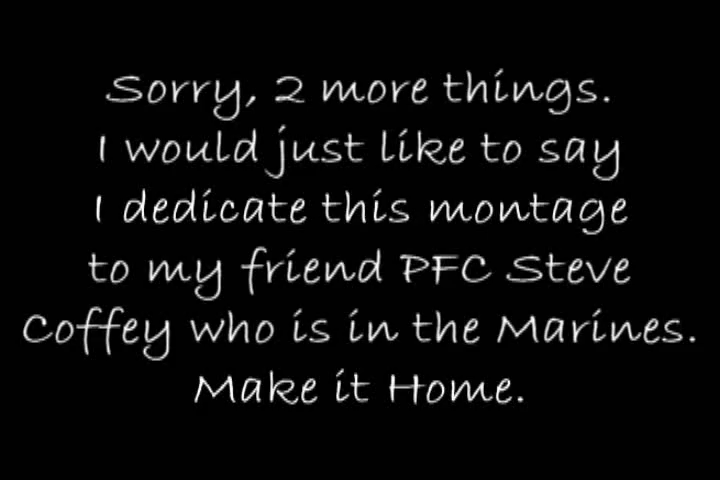 Sorry, 2 more things.
I would just like to say
I dedicate this montage
to my friend PFC Steve
Coffey who is in the Marines.
Make it Home.